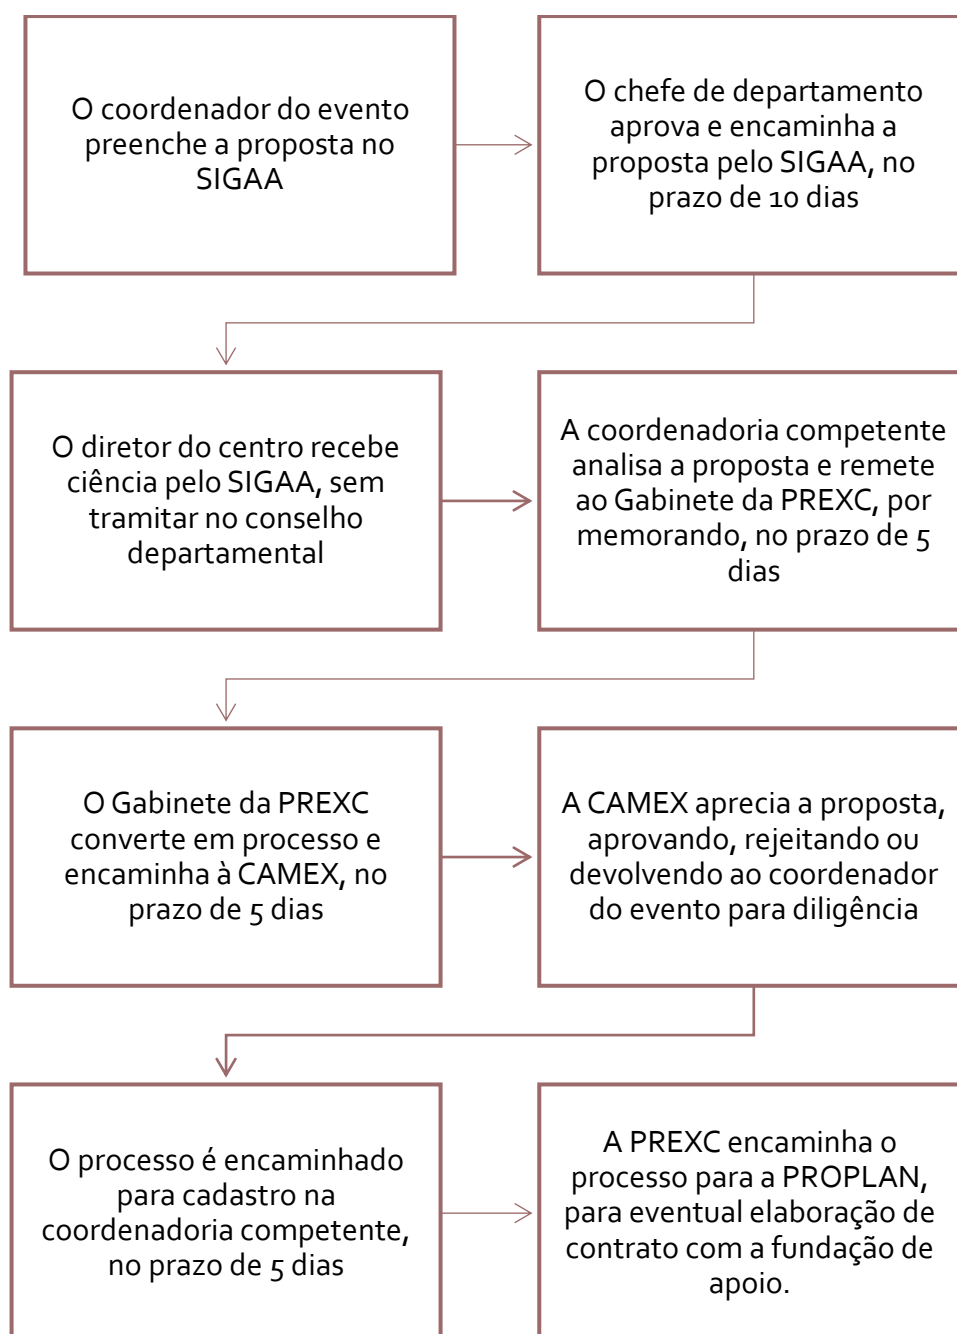 O coordenador do evento
preenche a proposta no
SIGAA
O chefe de departamento
aprova e encaminha a
proposta pelo SIGAA, no
prazo de 10 dias
O diretor do centro recebe
ciência pelo SIGAA, sem
tramitar no conselho
departamental
A coordenadoria competente
analisa a proposta e remete
ao Gabinete da PREXC, por
memorando, no prazo de 5
dias
O Gabinete da PREXC
converte em processo e
encaminha à CAMEX, no
prazo de 5 dias
A CAMEX aprecia a proposta,
aprovando, rejeitando ou
devolvendo ao coordenador
do evento para diligência
O processo é encaminhado
para cadastro na
coordenadoria competente,
no prazo de 5 dias
A PREXC encaminha o
processo para a PROPLAN,
para eventual elaboração de
contrato com a fundação de
apoio.